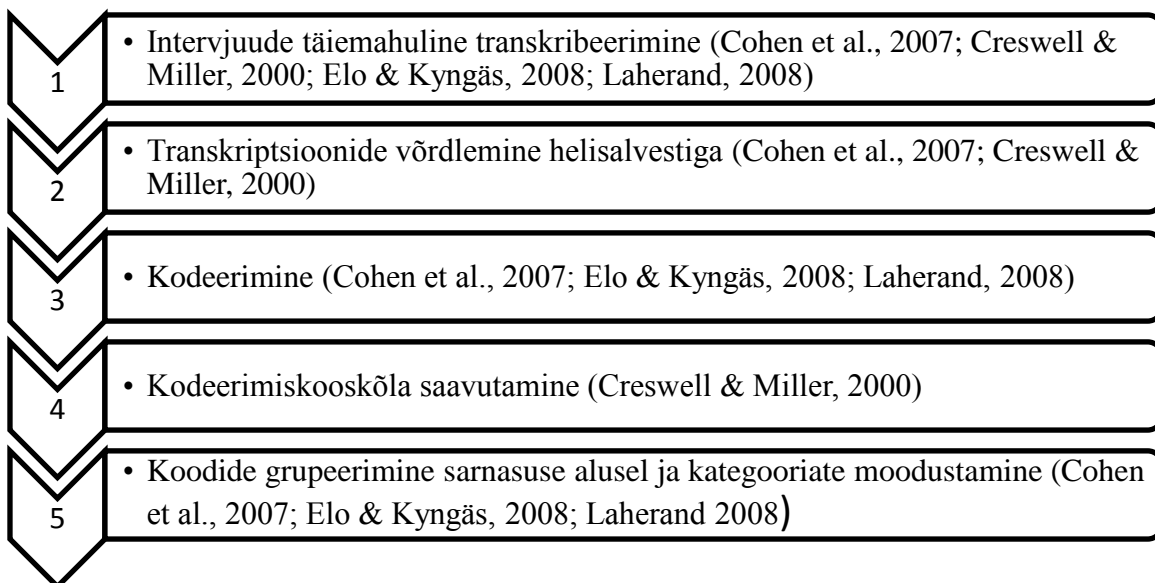 1
• Intervjuude täiemahuline transkribeerimine (Cohen et al., 2007; Creswell &
Miller, 2000; Elo & Kyngäs, 2008; Laherand, 2008)
2
• Transkriptsioonide võrdlemine helisalvestiga (Cohen et al., 2007; Creswell &
Miller, 2000)
3
• Kodeerimine (Cohen et al., 2007; Elo & Kyngäs, 2008; Laherand, 2008)
4
• Kodeerimiskooskõla saavutamine (Creswell & Miller, 2000)
5
• Koodide grupeerimine sarnasuse alusel ja kategooriate moodustamine (Cohen
et al., 2007; Elo & Kyngäs, 2008; Laherand 2008)